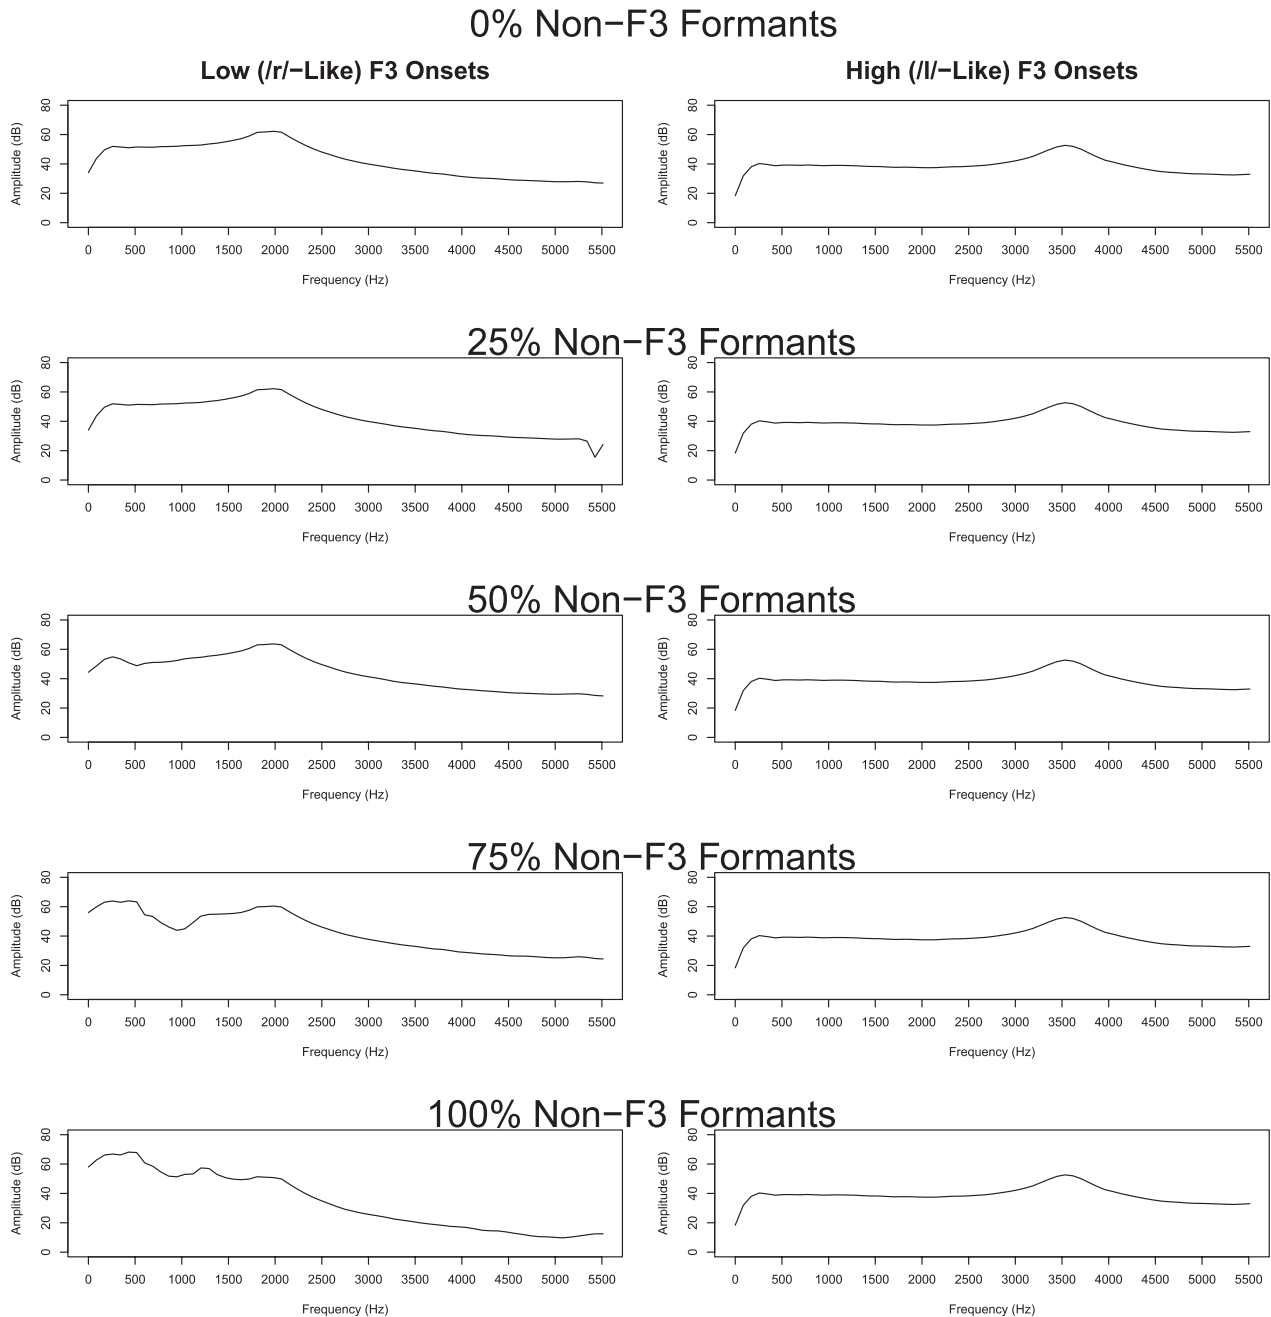 0% Non−F3 Formants
Low (/r/−Like) F3 Onsets
High (/l/−Like) F3 Onsets
Amplitude (dB)
0 20 40 60 80
0 500 1000 1500 2000 2500 3000 3500 4000 4500 5000 5500
Frequency (Hz)
Amplitude (dB)
0 20 40 60 80
0 500 1000 1500 2000 2500 3000 3500 4000 4500 5000 5500
Frequency (Hz)
25% Non−F3 Formants
Amplitude (dB)
0 20 40 60 80
0 500 1000 1500 2000 2500 3000 3500 4000 4500 5000 5500
Frequency (Hz)
Amplitude (dB)
0 20 40 60 80
0 500 1000 1500 2000 2500 3000 3500 4000 4500 5000 5500
Frequency (Hz)
50% Non−F3 Formants
Amplitude (dB)
0 20 40 60 80
0 500 1000 1500 2000 2500 3000 3500 4000 4500 5000 5500
Frequency (Hz)
Amplitude (dB)
0 20 40 60 80
0 500 1000 1500 2000 2500 3000 3500 4000 4500 5000 5500
Frequency (Hz)
75% Non−F3 Formants
Amplitude (dB)
0 20 40 60 80
0 500 1000 1500 2000 2500 3000 3500 4000 4500 5000 5500
Frequency (Hz)
Amplitude (dB)
0 20 40 60 80
0 500 1000 1500 2000 2500 3000 3500 4000 4500 5000 5500
Frequency (Hz)
100% Non−F3 Formants
Amplitude (dB)
0 20 40 60 80
0 500 1000 1500 2000 2500 3000 3500 4000 4500 5000 5500
Frequency (Hz)
Amplitude (dB)
0 20 40 60 80
0 500 1000 1500 2000 2500 3000 3500 4000 4500 5000 5500
Frequency (Hz)